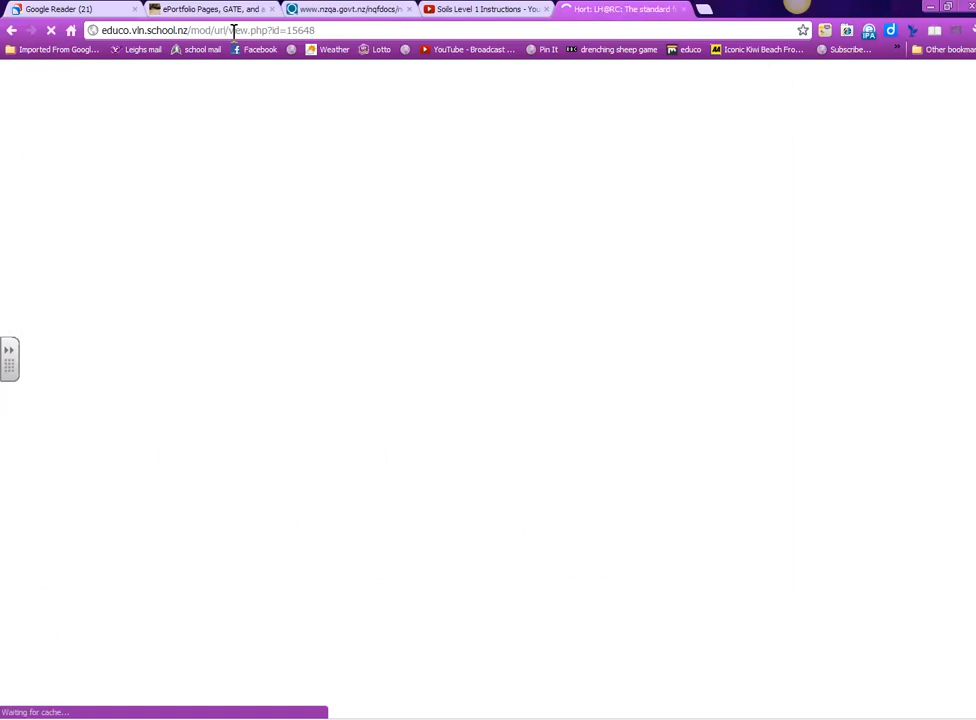 Google Reader (21) ePortfolio Pages, GATE, and a www.nzqa.govt.nz/nqfdocs/n Soils Level 1 Instructions - You Hort: LH@RC: The standard f
educo.vln.school.nz/mod/url/view.php?id=15648
Imported From Googl... Leighs mail school mail Facebook Weather Lotto YouTube - Broadcast ... Pin It drenching sheep game educo Iconic Kiwi Beach Fro... Subscribe... » Other bookmar
Waiting for cache...